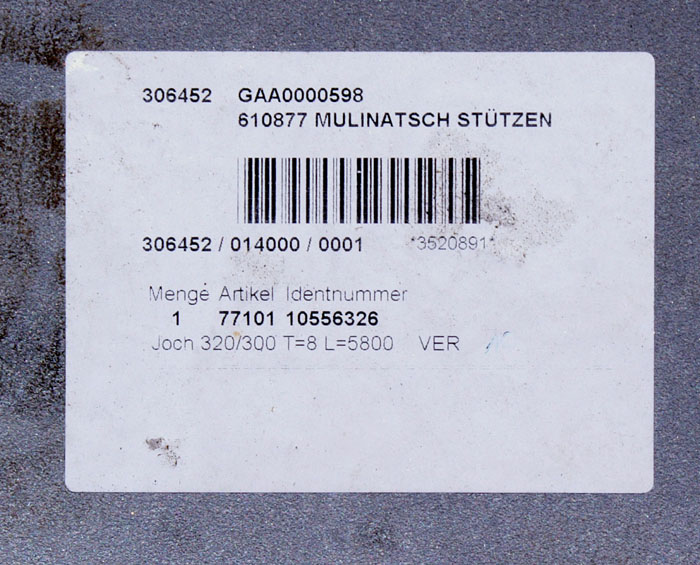 306452 GAA0000598
610877 MULINATSCH STÜTZEN
306452 / 014000 / 0001 *3520891*
Menge Artikel Identnummer
1 77101 10556326
Joch 320/300 T=8 L=5800 VER